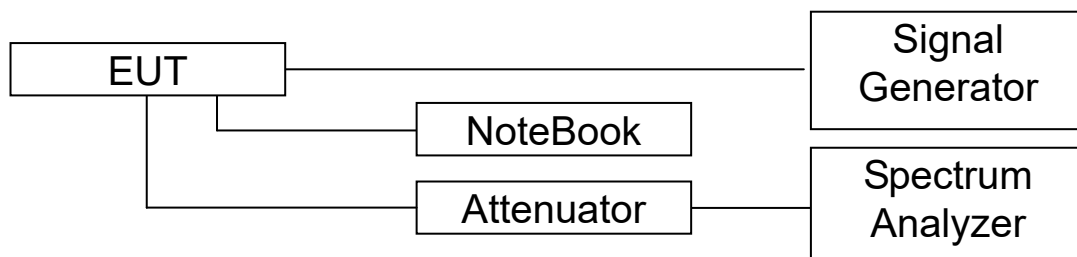 EUT
Signal
Generator
NoteBook
Attenuator
Spectrum
Analyzer